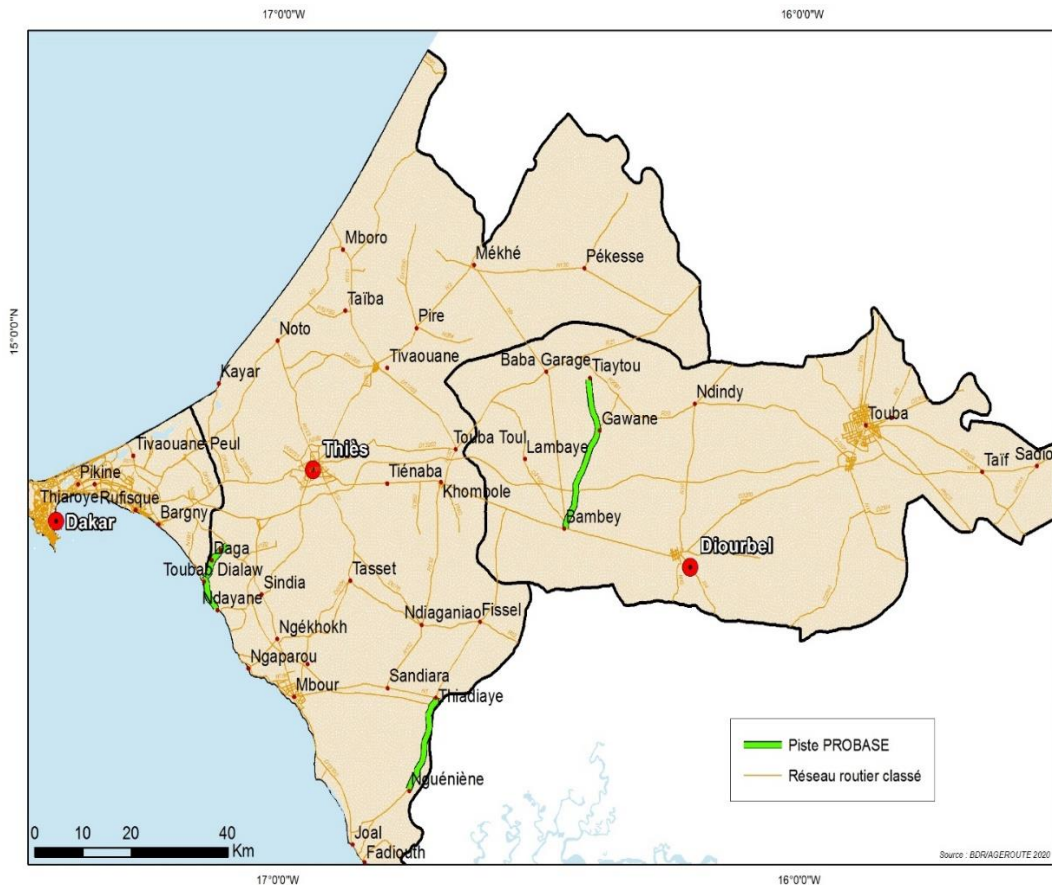 17°0'0"W
16°0'0"W
15°0'0"N
Mboro
Mékhé
Pékesse
Taïba
Pire
Noto
Tivaouane
Kayar
Baba Garage
Tiaytou
Ndindy
Gawane
Touba
Tivaouane Peul
Thiès
Touba Toul
Lambaye
Taïf
Sadio
Pikine
Tiénaba
Khombole
Thiaroye
Rufisque
Bargny
Dakar
Bambey
Diourbel
Daga
Toubab Dialaw
Sindia
Tasset
Ndayane
Ndiaganiao
Fissel
Ngékhokh
Ngaparou
Mbour
Sandiara
Thiadiaye
Nguéniène
Joal
Fadiouth
Piste PROBASE
Réseau routier classé
0 10 20 40
Km
Source : BDR/AGEROUTE 2020
17°0'0"W
16°0'0"W